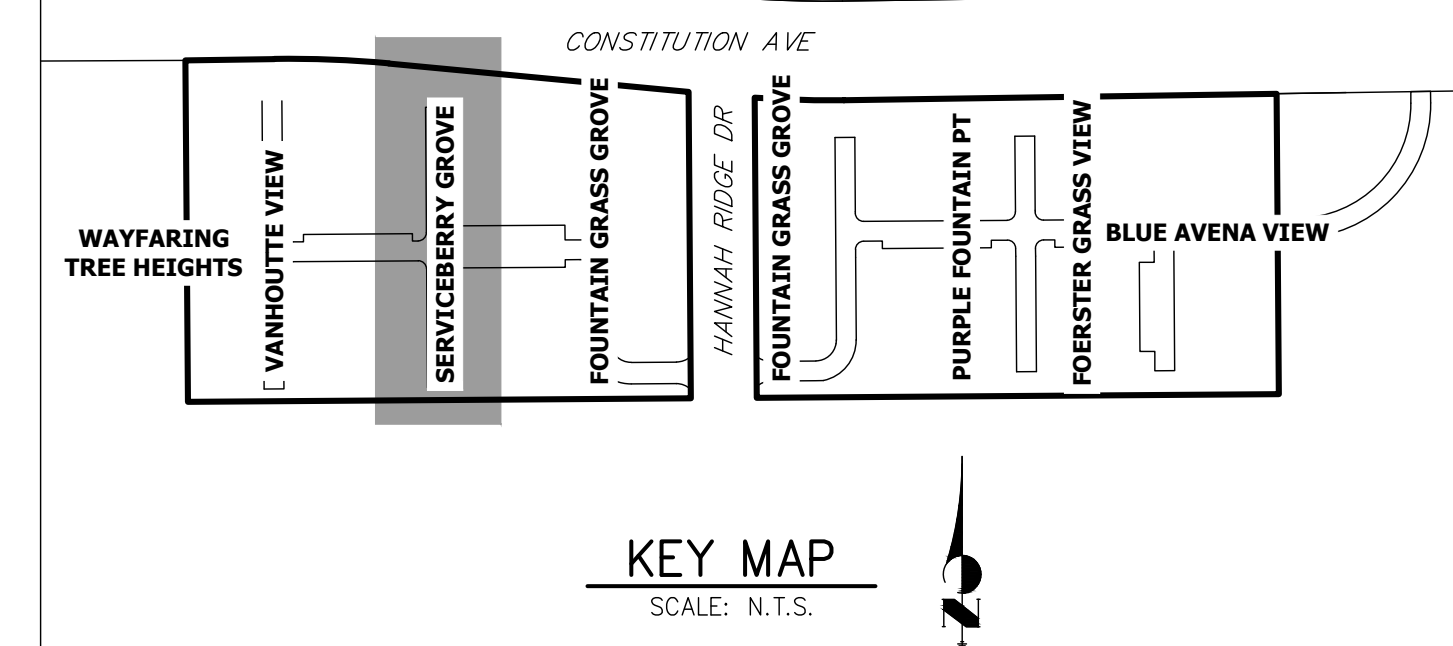 CONSTITUTION AVE
WAYFARING
TREE HEIGHTS
VANHOUTTE VIEW
SERVICEBERRY GROVE
FOUNTAIN GRASS GROVE
HANNAH RIDGE DR
FOUNTAIN GRASS GROVE
PURPLE FOUNTAIN PT
FOERSTER GRASS VIEW
BLUE AVENA VIEW
KEY MAP
SCALE: N.T.S.
N